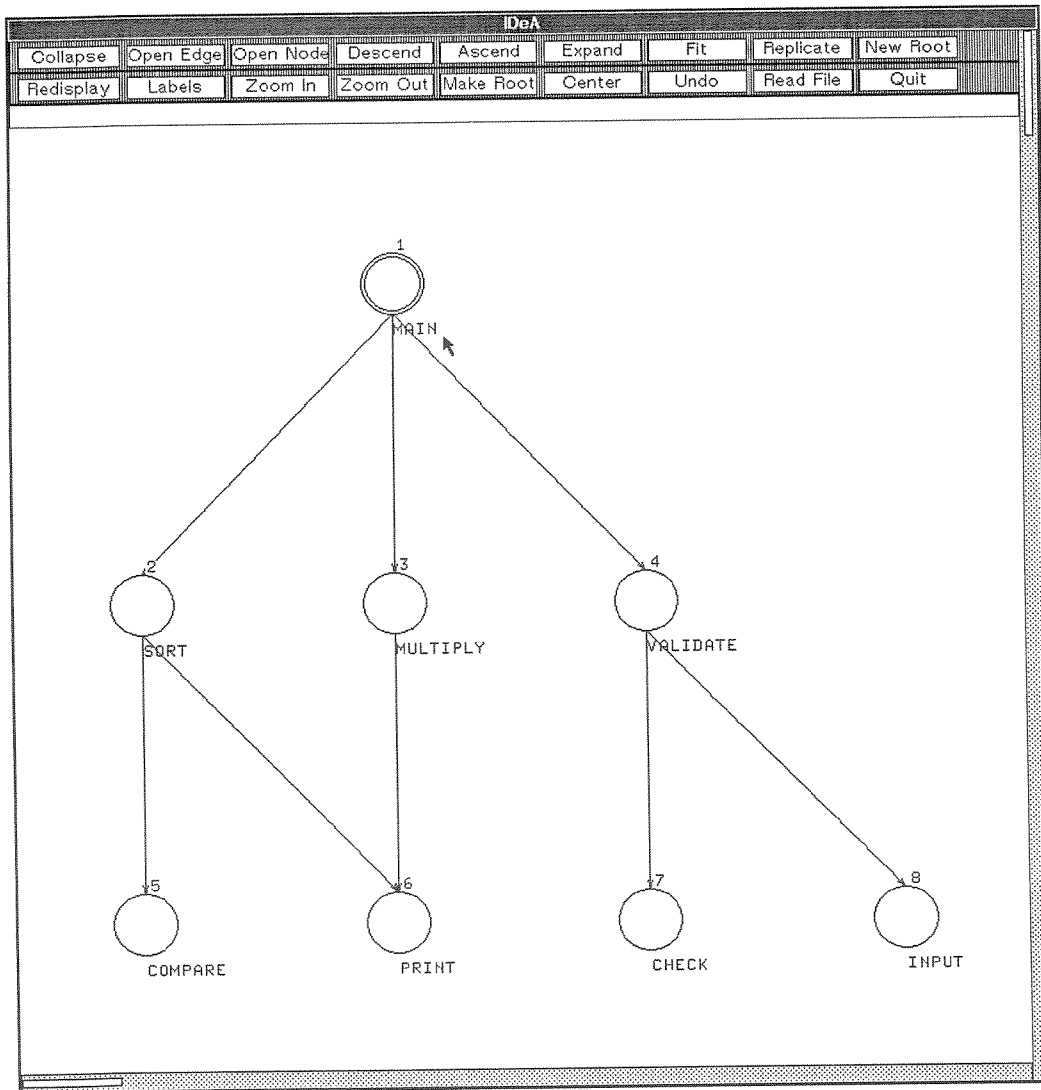 IDeA
Collapse Open Edge Open Node Descend Ascend Expand Fit Replicate New Root
Redisplay Labels Zoom In Zoom Out Make Root Center Undo Read File Quit
1
MAIN
2 3 4
SORT MULTIPLY VALIDATE
5 6 7 8
COMPARE PRINT CHECK INPUT